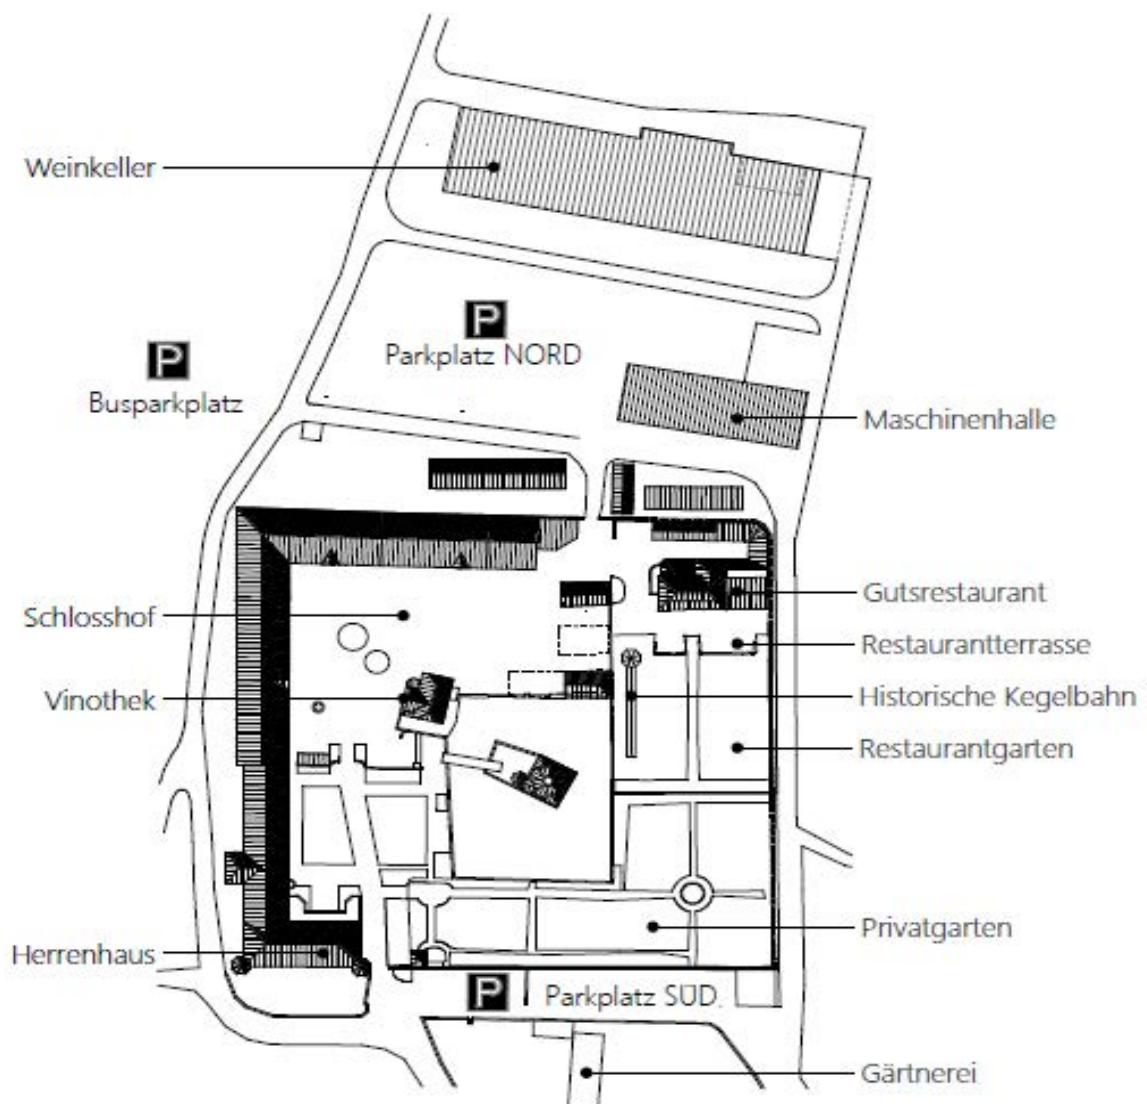 Weinkeller
P
Parkplatz NORD
P
Busparkplatz
Maschinenhalle
Gutsrestaurant
Schlosshof
Restaurantterrasse
Vinothek
Historische Kegelbahn
Restaurantgarten
Privatgarten
Herrenhaus
P
Parkplatz SÜD
Gärtnerei